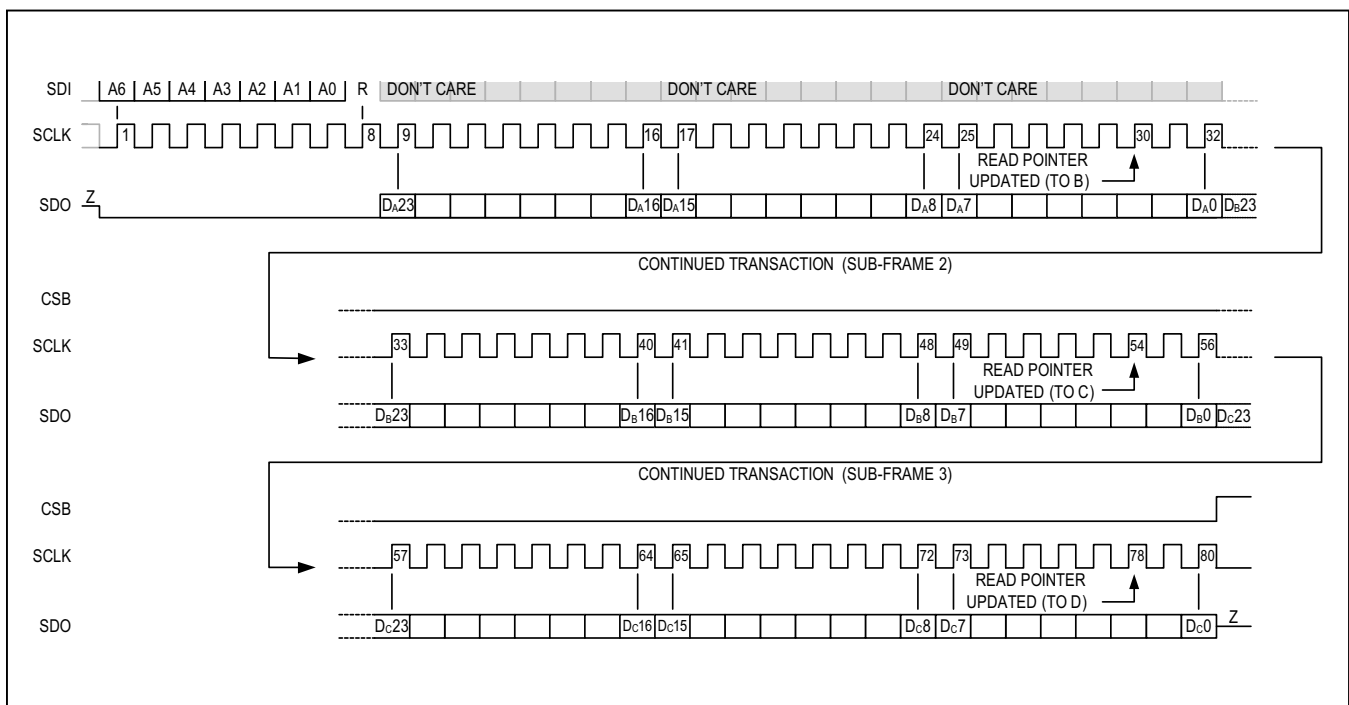 SDI A6 A5 A4 A3 A2 A1 A0 R DON'T CARE DON'T CARE DON'T CARE
SCLK 1 8 9 16 17 24 25 30 32
READ POINTER
UPDATED (TO B)
SDO Z DA23 DA16 DA15 DA8 DA7 DA0 DB23
CONTINUED TRANSACTION (SUB-FRAME 2)
CSB
SCLK 33 40 41 48 49 54 56
READ POINTER
UPDATED (TO C)
SDO DB23 DB16 DB15 DB8 DB7 DB0 DC23
CONTINUED TRANSACTION (SUB-FRAME 3)
CSB
SCLK 57 64 65 72 73 78 80
READ POINTER
UPDATED (TO D)
SDO DC23 DC16 DC15 DC8 DC7 DC0 Z